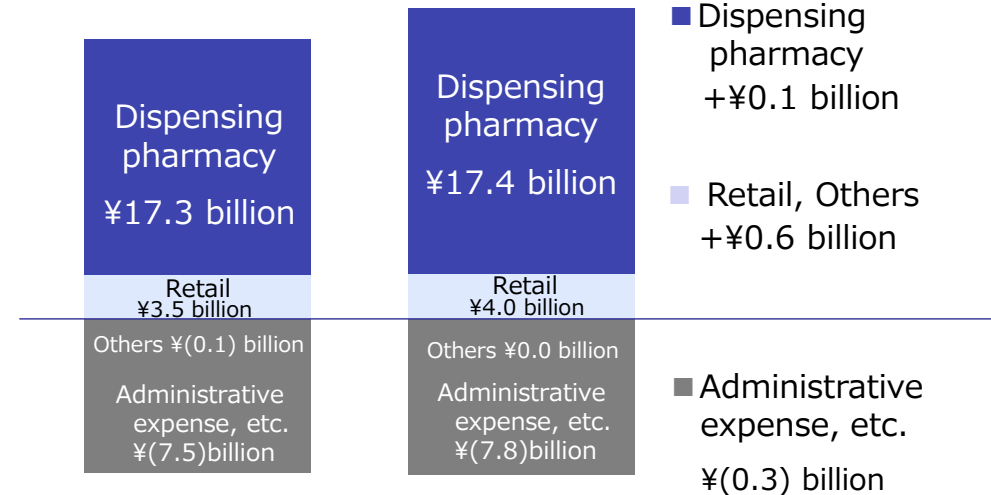 Dispensing
pharmacy
¥17.3 billion
Retail
¥3.5 billion
Others ¥(0.1) billion
Administrative
expense, etc.
¥(7.5)billion
Dispensing
pharmacy
¥17.4 billion
Retail
¥4.0 billion
Others ¥0.0 billion
Administrative
expense, etc.
¥(7.8)billion
Dispensing
pharmacy
+¥0.1 billion
Retail, Others
+¥0.6 billion
Administrative
expense, etc.
¥(0.3) billion